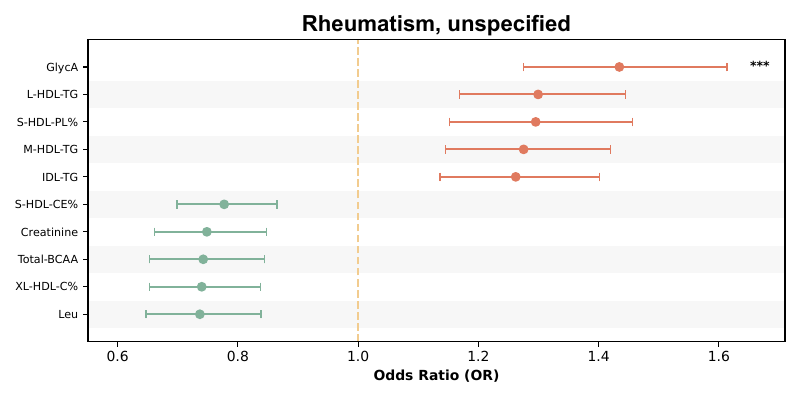 Rheumatism, unspecified
GlycA
***
L-HDL-TG
S-HDL-PL%
M-HDL-TG
IDL-TG
S-HDL-CE%
Creatinine
Total-BCAA
XL-HDL-C%
Leu
0.6 0.8 1.0 1.2 1.4 1.6
Odds Ratio (OR)